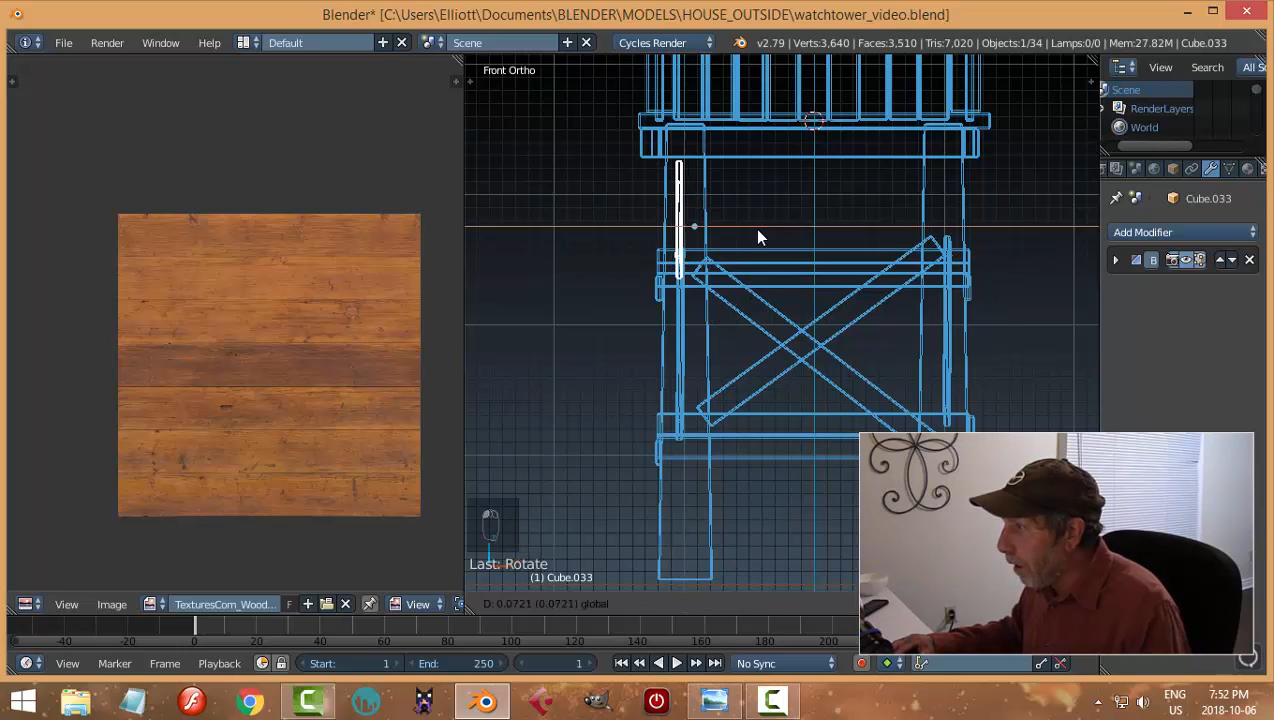 Blender* [C:\Users\Elliott\Documents\BLENDER\MODELS\HOUSE_OUTSIDE\watchtower_video.blend]
File Render Window Help Default Scene Cycles Render v2.79 | Verts:3,640 | Faces:3,510 | Tris:7,020 | Objects:1/34 | Lamps:0/0 | Mem:27.82M | Cube.033
Front Ortho
View Search All S
Scene
RenderLayers
World
Cube.033
Add Modifier
B
Last: Rotate
(1) Cube.033
D: 0.0721 (0.0721) global
View Image TexturesCom_Wood... F View
-40 -20 0 20 40 60 80 100 120 140 160 180 200
View Marker Frame Playback Start: 1 End: 250 1 No Sync
ENG
US
7:52 PM
2018-10-06